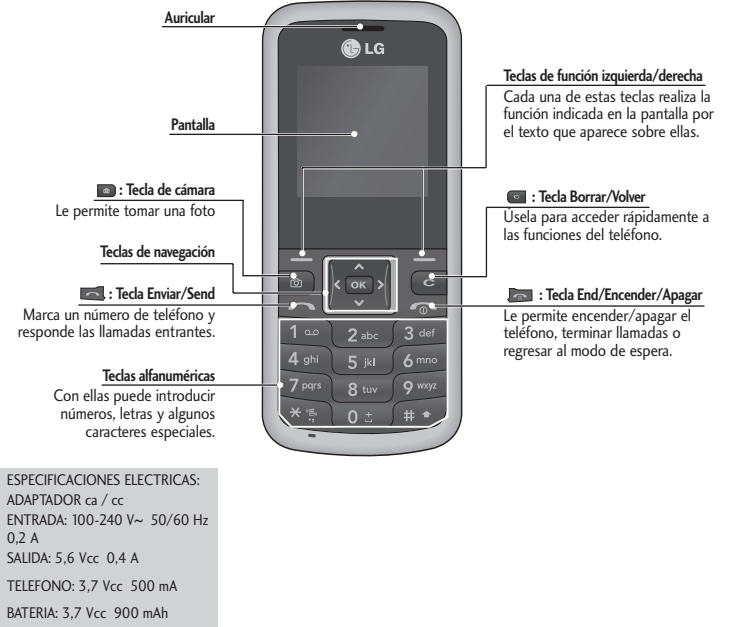 Auricular
LG
Pantalla
Teclas de función izquierda/derecha
Cada una de estas teclas realiza la
función indicada en la pantalla por
el texto que aparece sobre ellas.
: Tecla de cámara
Le permite tomar una foto
C : Tecla Borrar/Volver
Úsela para acceder rápidamente a
las funciones del teléfono.
Teclas de navegación
: Tecla Enviar/Send
Marca un número de teléfono y
responde las llamadas entrantes.
: Tecla End/Encender/Apagar
Le permite encender/apagar el
teléfono, terminar llamadas o
regresar al modo de espera.
Teclas alfanuméricas
Con ellas puede introducir
números, letras y algunos
caracteres especiales.
OK
C
1
2 abc
3 def
4 ghi
5 jkl
6 mno
7 pqrs
8 tuv
9 wxyz
*
0 ±
#
ESPECIFICACIONES ELECTRICAS:
ADAPTADOR ca / cc
ENTRADA: 100-240 V~ 50/60 Hz
0,2 A
SALIDA: 5,6 Vcc 0,4 A
TELEFONO: 3,7 Vcc 500 mA
BATERIA: 3,7 Vcc 900 mAh